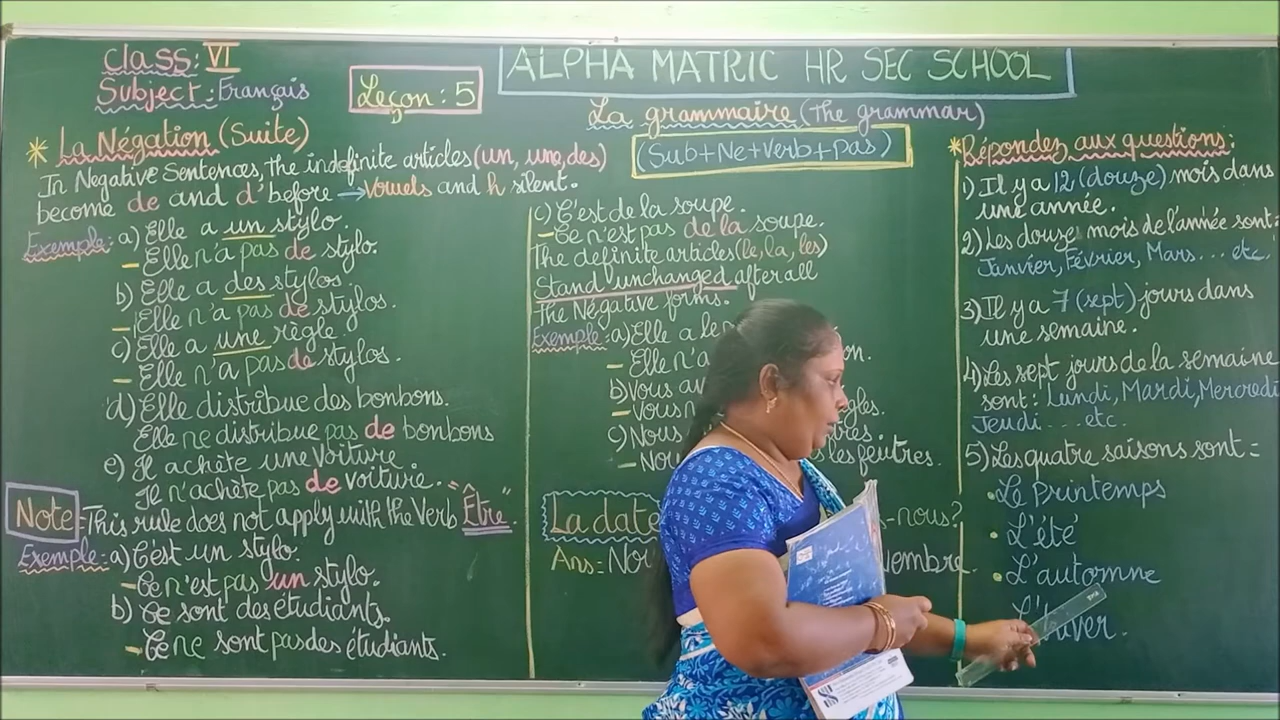 Class: VI
Subject: Français
Leçon: 5
ALPHA MATRIC HR SEC SCHOOL
La grammaire (The grammar)
(Sub+Ne+Verb+pas)
* La Négation (Suite)
In Negative Sentences, the indefinite articles (un, une, des)
become de and d' before → Vowels and h silent.
Exemple: a) Elle a un stylo.
– Elle n'a pas de stylo.
b) Elle a des stylos.
– Elle n'a pas de stylos.
c) Elle a une règle.
– Elle n'a pas de stylos.
d) Elle distribue des bonbons.
Elle ne distribue pas de bonbons
e) Il achète une voiture.
Il n'achète pas de voiture.
Note = This rule does not apply with the Verb "Être".
Exemple: a) C'est un stylo.
– Ce n'est pas un stylo.
b) Ce sont des étudiants.
– Ce ne sont pas des étudiants.
c) C'est de la soupe.
– Ce n'est pas de la soupe.
The definite articles (le, la, les)
Stand unchanged after all
The Negative forms.
Exemple: a) Elle a le
– Elle n'a
b) Vous
– Vous
c) Nous
– les feutres.
La date -nous?
Ans =
* Répondez aux questions:
1) Il y a 12 (douze) mois dans
une année.
2) Les douze mois de l'année sont:
Janvier, Février, Mars... etc.
3) Il y a 7 (sept) jours dans
une semaine.
4) Les sept jours de la semaine
sont: Lundi, Mardi, Mercredi
Jeudi... etc.
5) Les quatre saisons sont =
• Le Printemps
• L'été
• L'automne